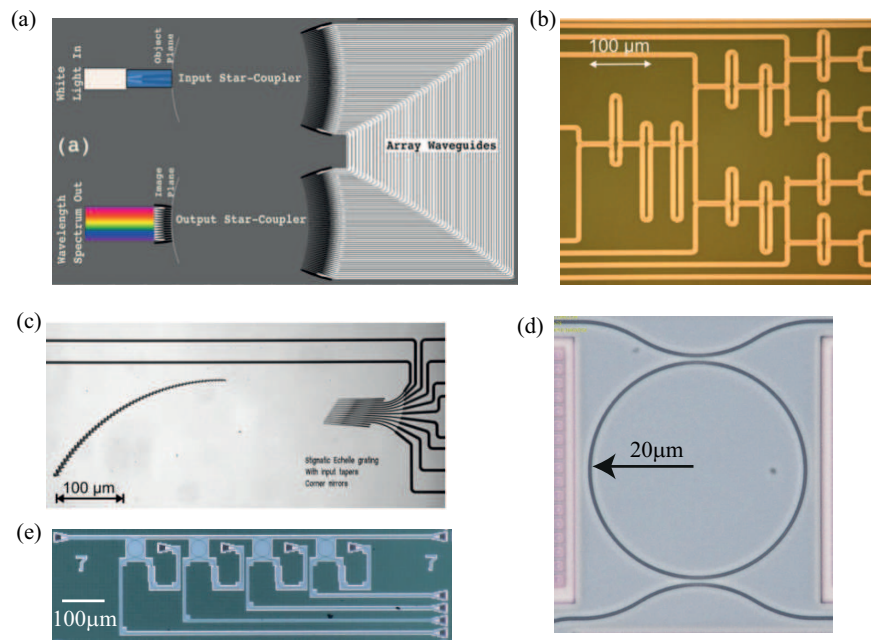 (a)
White
Light In
Object
Plane
Input Star-Coupler
(a)
Array Waveguides
Wavelength
Spectrum Out
Image
Plane
Output Star-Coupler
(b)
100 µm
(c)
100 µm
Stigmatic Echelle grating
With input tapers
Corner mirrors
(d)
20µm
(e)
7
7
100µm